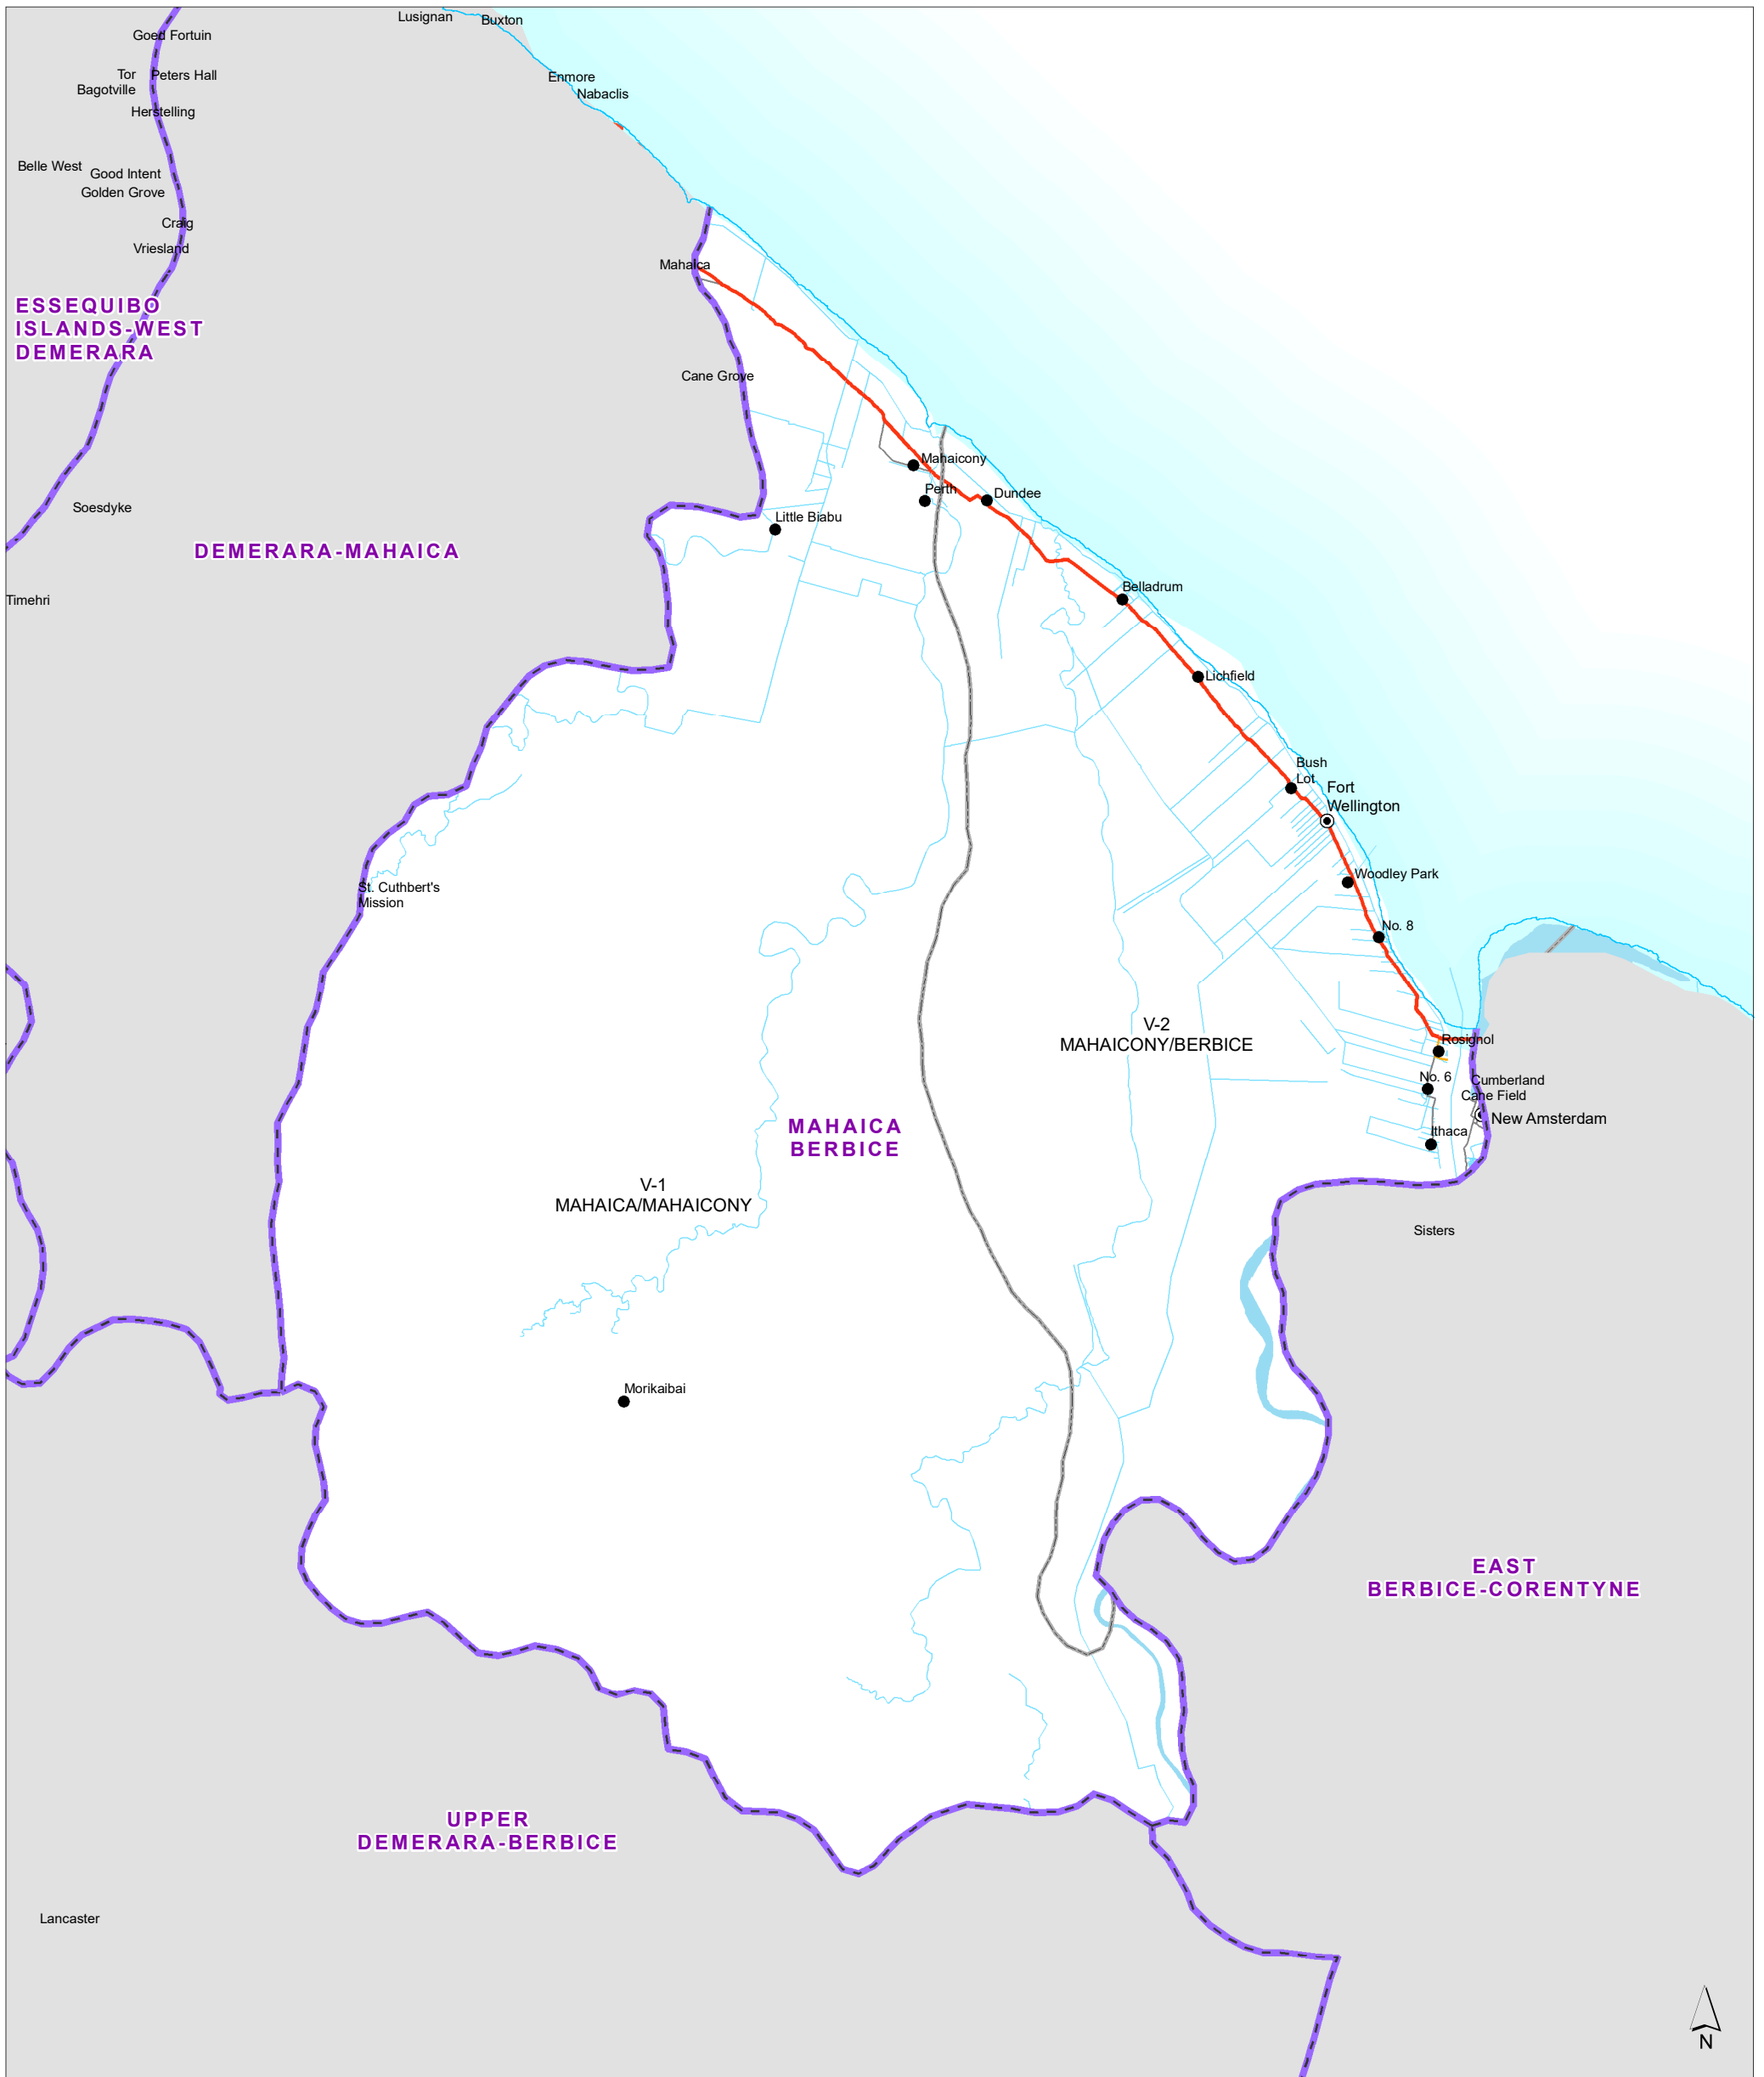 Lusignan
Buxton
Goed Fortuin
Tor
Bagotville
Peters Hall
Enmore
Nabaclis
Herstelling
Belle West
Good Intent
Golden Grove
Craig
Vriesland
Mahaica
ESSEQUIBO
ISLANDS-WEST
DEMERARA
Cane Grove
Mahaicony
Perth
Dundee
Soesdyke
Little Biabu
DEMERARA-MAHAICA
Timehri
Belladrum
Lichfield
Bush
Lot
Fort
Wellington
Woodley Park
St. Cuthbert's
Mission
No. 8
V-2
MAHAICONY/BERBICE
Rosignol
No. 6
Cumberland
Cane Field
New Amsterdam
Ithaca
MAHAICA
BERBICE
V-1
MAHAICA/MAHAICONY
Sisters
Morikaibai
EAST
BERBICE-CORENTYNE
UPPER
DEMERARA-BERBICE
Lancaster
N